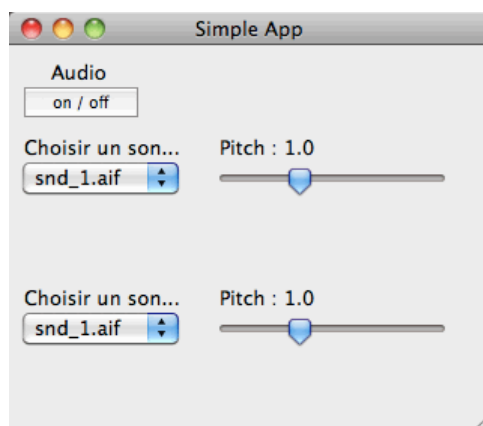 Simple App
Audio
on / off
Choisir un son...
Pitch : 1.0
snd_1.aif
Choisir un son...
Pitch : 1.0
snd_1.aif